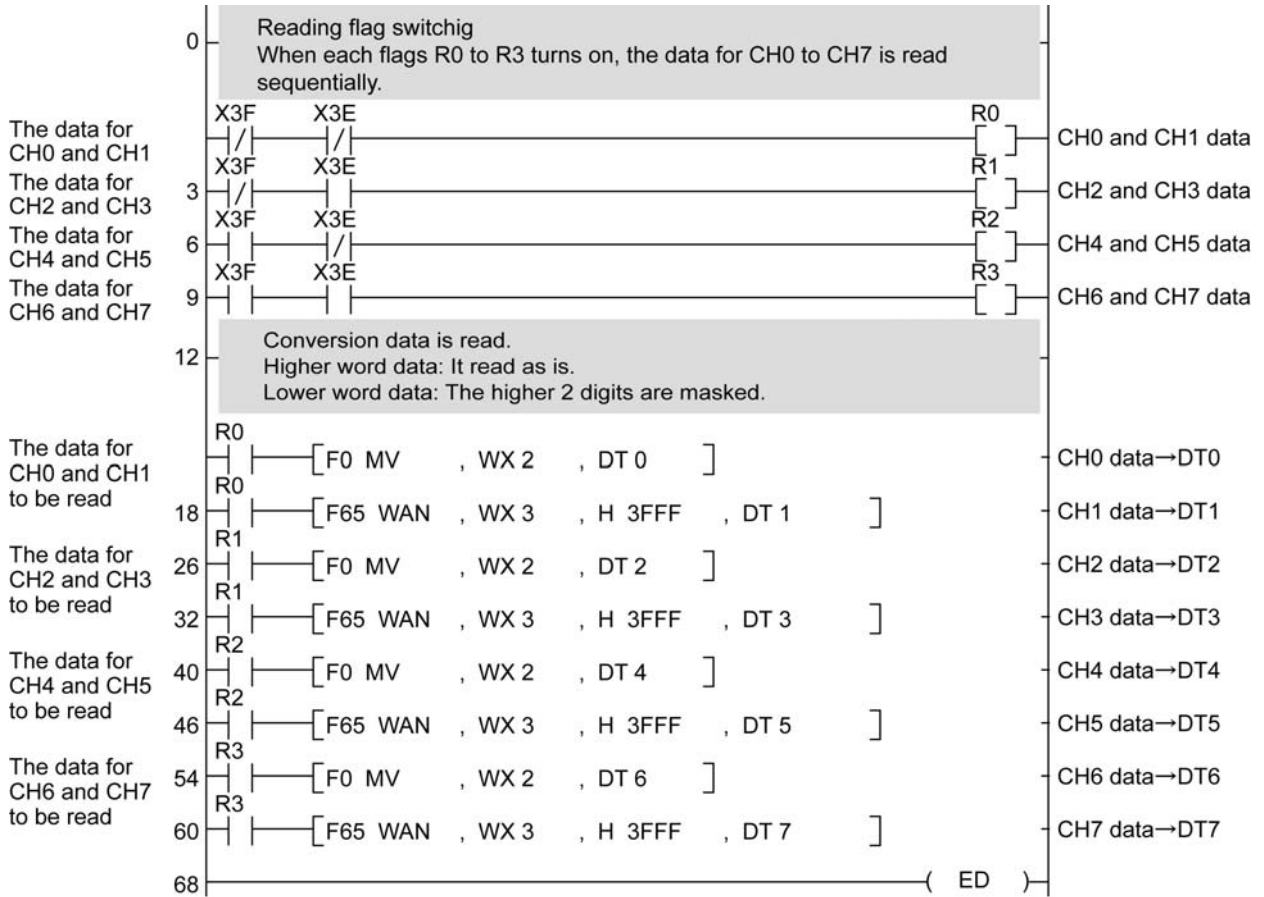 0
Reading flag switchig
When each flags R0 to R3 turns on, the data for CH0 to CH7 is read
sequentially.
The data for
CH0 and CH1
X3F X3E R0
CH0 and CH1 data
The data for
CH2 and CH3
3
X3F X3E R1
CH2 and CH3 data
The data for
CH4 and CH5
6
X3F X3E R2
CH4 and CH5 data
The data for
CH6 and CH7
9
X3F X3E R3
CH6 and CH7 data
12
Conversion data is read.
Higher word data: It read as is.
Lower word data: The higher 2 digits are masked.
The data for
CH0 and CH1
to be read
R0
[F0 MV , WX 2 , DT 0 ] CH0 data→DT0
R0
18 [F65 WAN , WX 3 , H 3FFF , DT 1 ] CH1 data→DT1
The data for
CH2 and CH3
to be read
R1
26 [F0 MV , WX 2 , DT 2 ] CH2 data→DT2
R1
32 [F65 WAN , WX 3 , H 3FFF , DT 3 ] CH3 data→DT3
The data for
CH4 and CH5
to be read
R2
40 [F0 MV , WX 2 , DT 4 ] CH4 data→DT4
R2
46 [F65 WAN , WX 3 , H 3FFF , DT 5 ] CH5 data→DT5
The data for
CH6 and CH7
to be read
R3
54 [F0 MV , WX 2 , DT 6 ] CH6 data→DT6
R3
60 [F65 WAN , WX 3 , H 3FFF , DT 7 ] CH7 data→DT7
68 ( ED )